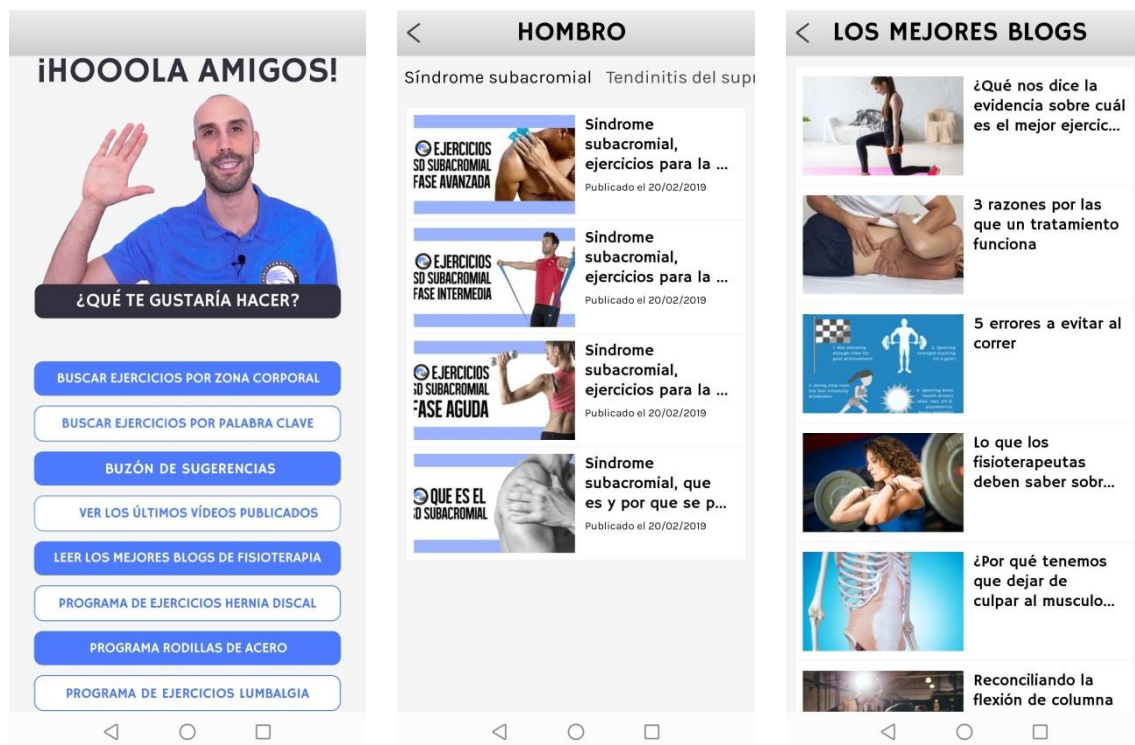 ¡HOOOLA AMIGOS!
¿QUÉ TE GUSTARÍA HACER?
BUSCAR EJERCICIOS POR ZONA CORPORAL
BUSCAR EJERCICIOS POR PALABRA CLAVE
BUZÓN DE SUGERENCIAS
VER LOS ÚLTIMOS VÍDEOS PUBLICADOS
LEER LOS MEJORES BLOGS DE FISIOTERAPIA
PROGRAMA DE EJERCICIOS HERNIA DISCAL
PROGRAMA RODILLAS DE ACERO
PROGRAMA DE EJERCICIOS LUMBALGIA
HOMBRO
Síndrome subacromial Tendinitis del supr
EJERCICIOS
SD SUBACROMIAL
FASE AVANZADA
Sindrome
subacromial,
ejercicios para la ...
Publicado el 20/02/2019
EJERCICIOS
SD SUBACROMIAL
FASE INTERMEDIA
Sindrome
subacromial,
ejercicios para la ...
Publicado el 20/02/2019
EJERCICIOS
SD SUBACROMIAL
FASE AGUDA
Sindrome
subacromial,
ejercicios para la ...
Publicado el 20/02/2019
QUE ES EL
D SUBACROMIAL
Sindrome
subacromial, que
es y por que se p...
Publicado el 20/02/2019
LOS MEJORES BLOGS
¿Qué nos dice la
evidencia sobre cuál
es el mejor ejercic...
3 razones por las
que un tratamiento
funciona
5 errores a evitar al
correr
Lo que los
fisioterapeutas
deben saber sobr...
¿Por qué tenemos
que dejar de
culpar al musculo...
Reconciliando la
flexión de columna